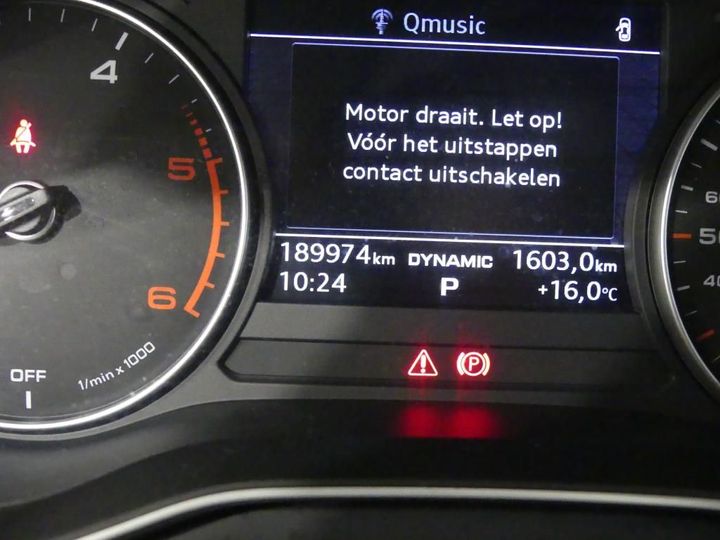 Qmusic
4
5
6
1/min x 1000
OFF
Motor draait. Let op!
Vóór het uitstappen
contact uitschakelen
189974km DYNAMIC 1603,0km
10:24 P +16,0°C
P
50